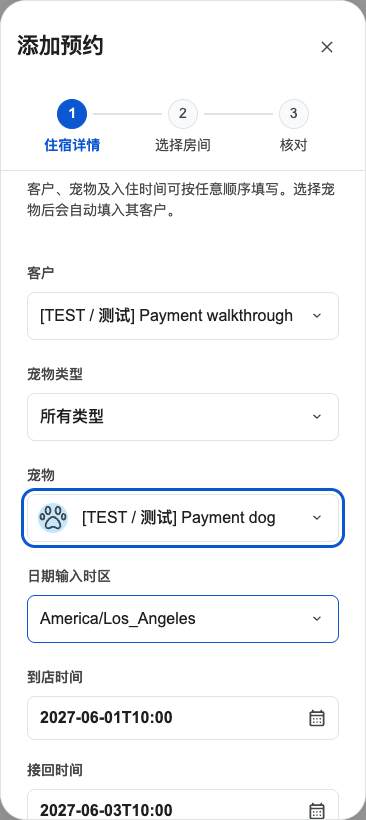 添加预约
1
2
3
住宿详情
选择房间
核对
客户、宠物及入住时间可按任意顺序填写。选择宠
物后会自动填入其客户。
客户
[TEST / 测试] Payment walkthrough
宠物类型
所有类型
宠物
[TEST / 测试] Payment dog
日期输入时区
America/Los_Angeles
到店时间
2027-06-01T10:00
接回时间
2027-06-03T10:00